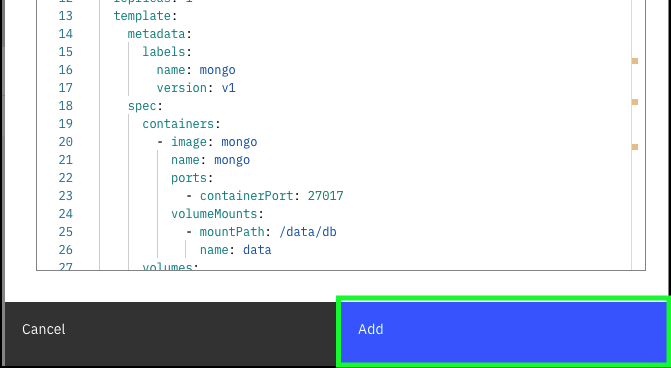 12 replicas: 1
13 template:
14 metadata:
15 labels:
16 name: mongo
17 version: v1
18 spec:
19 containers:
20 - image: mongo
21 name: mongo
22 ports:
23 - containerPort: 27017
24 volumeMounts:
25 - mountPath: /data/db
26 name: data
27 volumes:
Cancel
Add